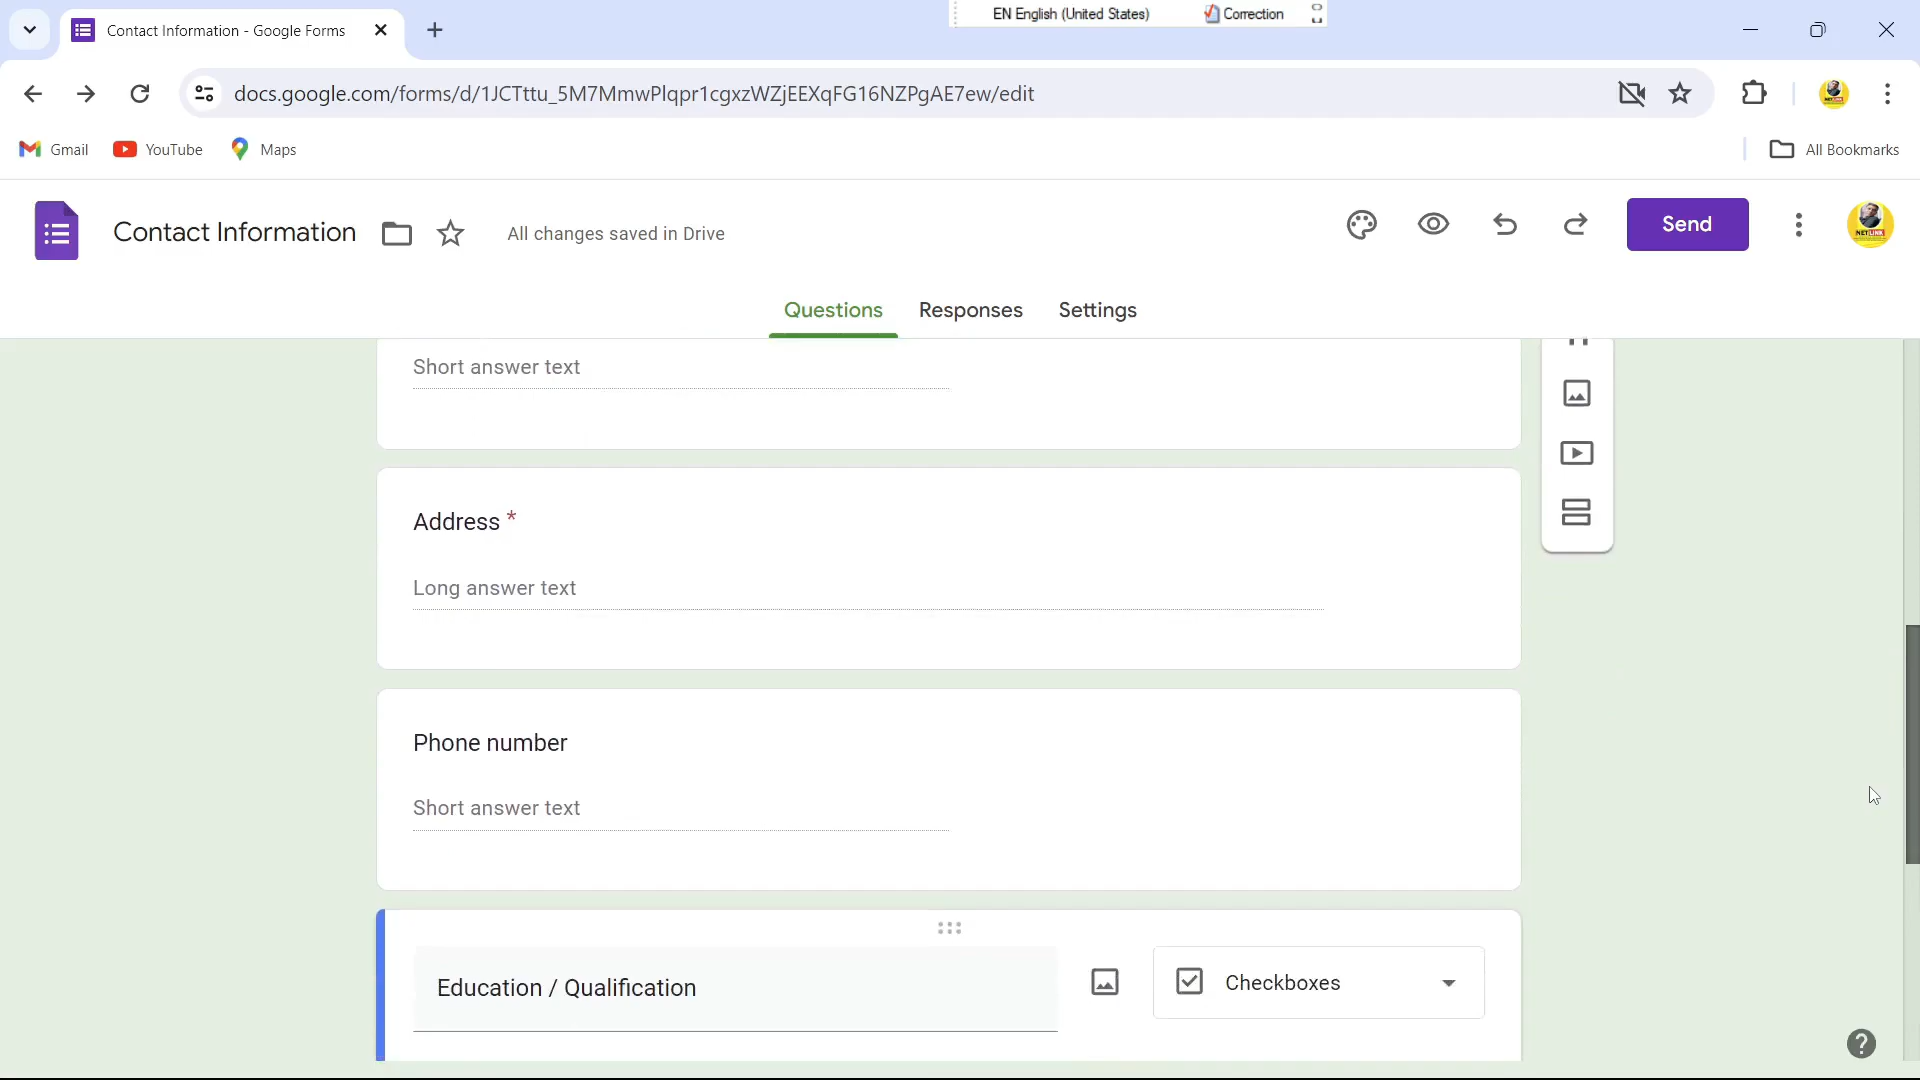 Contact Information - Google Forms
EN English (United States)
Correction
docs.google.com/forms/d/1JCTttu_5M7MmwPlqpr1cgxzWZjEEXqFG16NZPgAE7ew/edit
Gmail
YouTube
Maps
All Bookmarks
Contact Information
All changes saved in Drive
Send
NETLINK
Questions
Responses
Settings
Short answer text
Address *
Long answer text
Phone number
Short answer text
Education / Qualification
Checkboxes